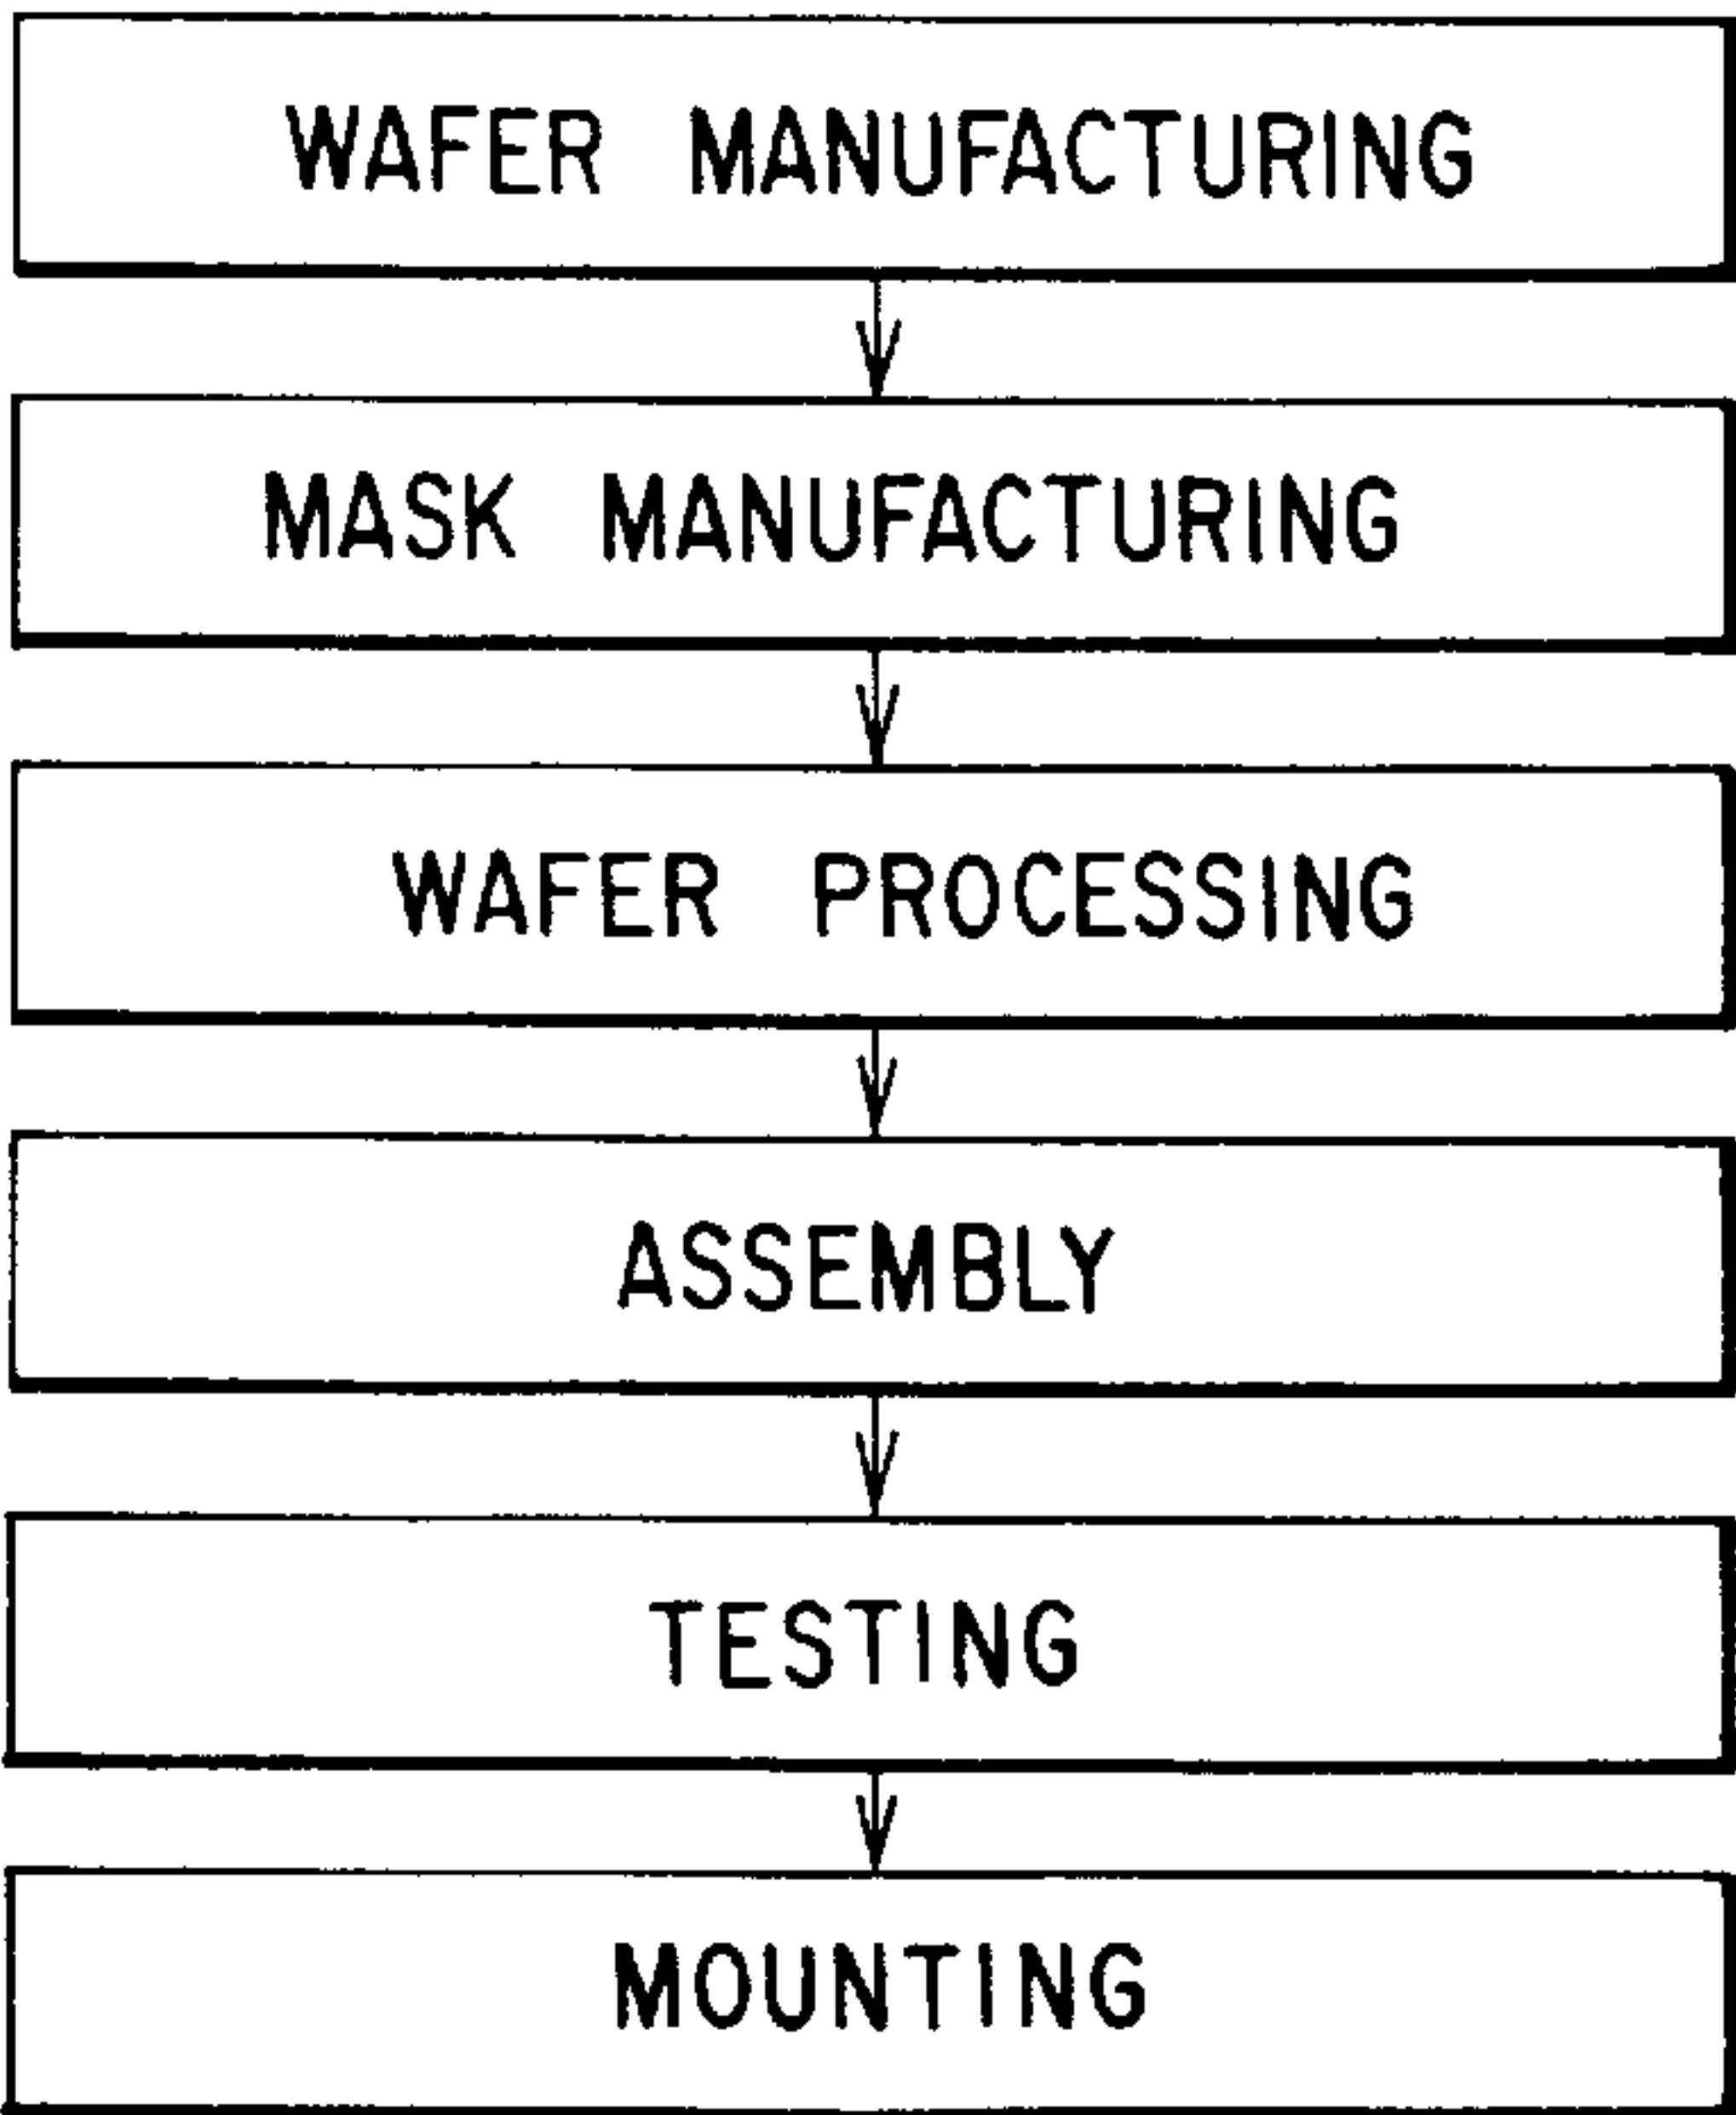 WAFER MANUFACTURING
MASK MANUFACTURING
WAFER PROCESSING
ASSEMBLY
TESTING
MOUNTING